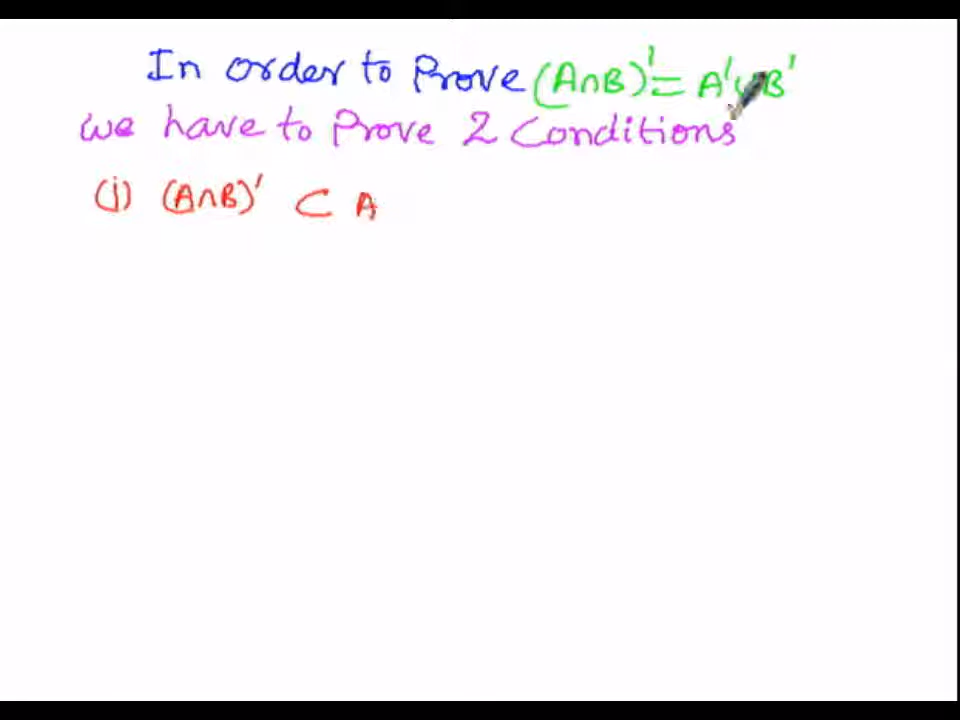 In order to Prove (A∩B)' = A'∪B'
we have to Prove 2 Conditions
(i) (A∩B)' ⊂ A